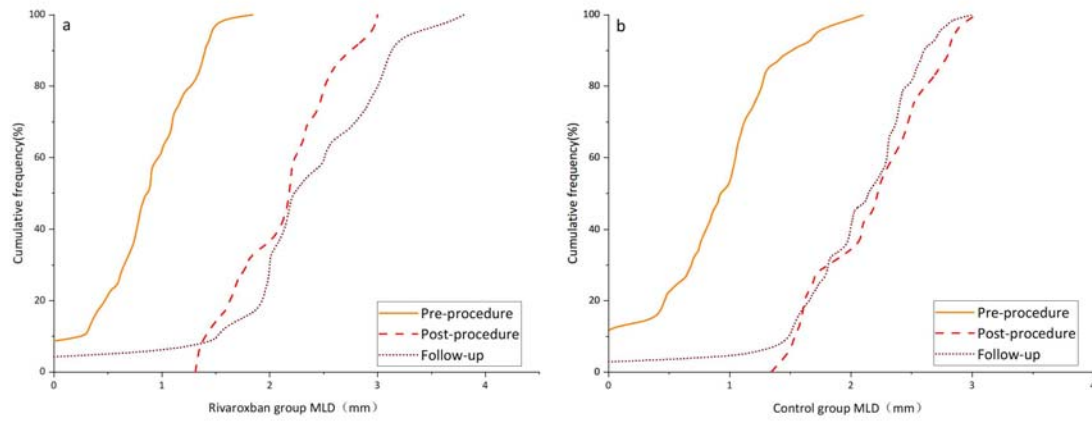 a
100
80
60
40
20
0
Cumulative frequency(%)
Pre-procedure
Post-procedure
Follow-up
0 1 2 3 4
Rivaroxban group MLD（mm）
b
100
80
60
40
20
0
Cumulative frequency(%)
Pre-procedure
Post-procedure
Follow-up
0 1 2 3 4
Control group MLD（mm）